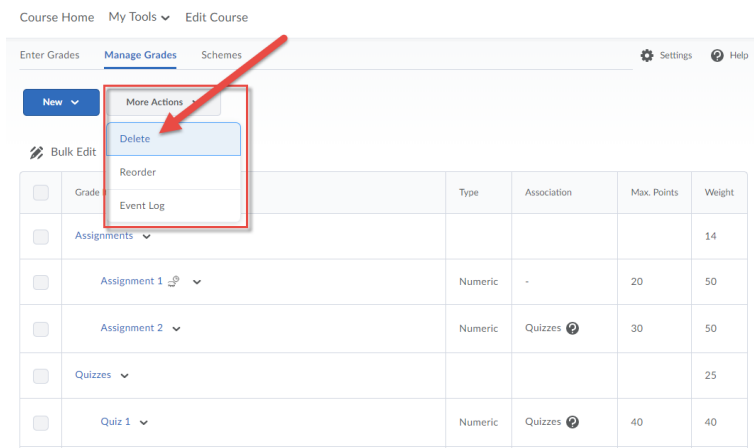 Course Home My Tools Edit Course
Enter Grades Manage Grades Schemes Settings Help
New More Actions
Delete
Bulk Edit
Reorder
Grade Type Association Max. Points Weight
Event Log
Assignments 14
Assignment 1 Numeric - 20 50
Assignment 2 Numeric Quizzes 30 50
Quizzes 25
Quiz 1 Numeric Quizzes 40 40